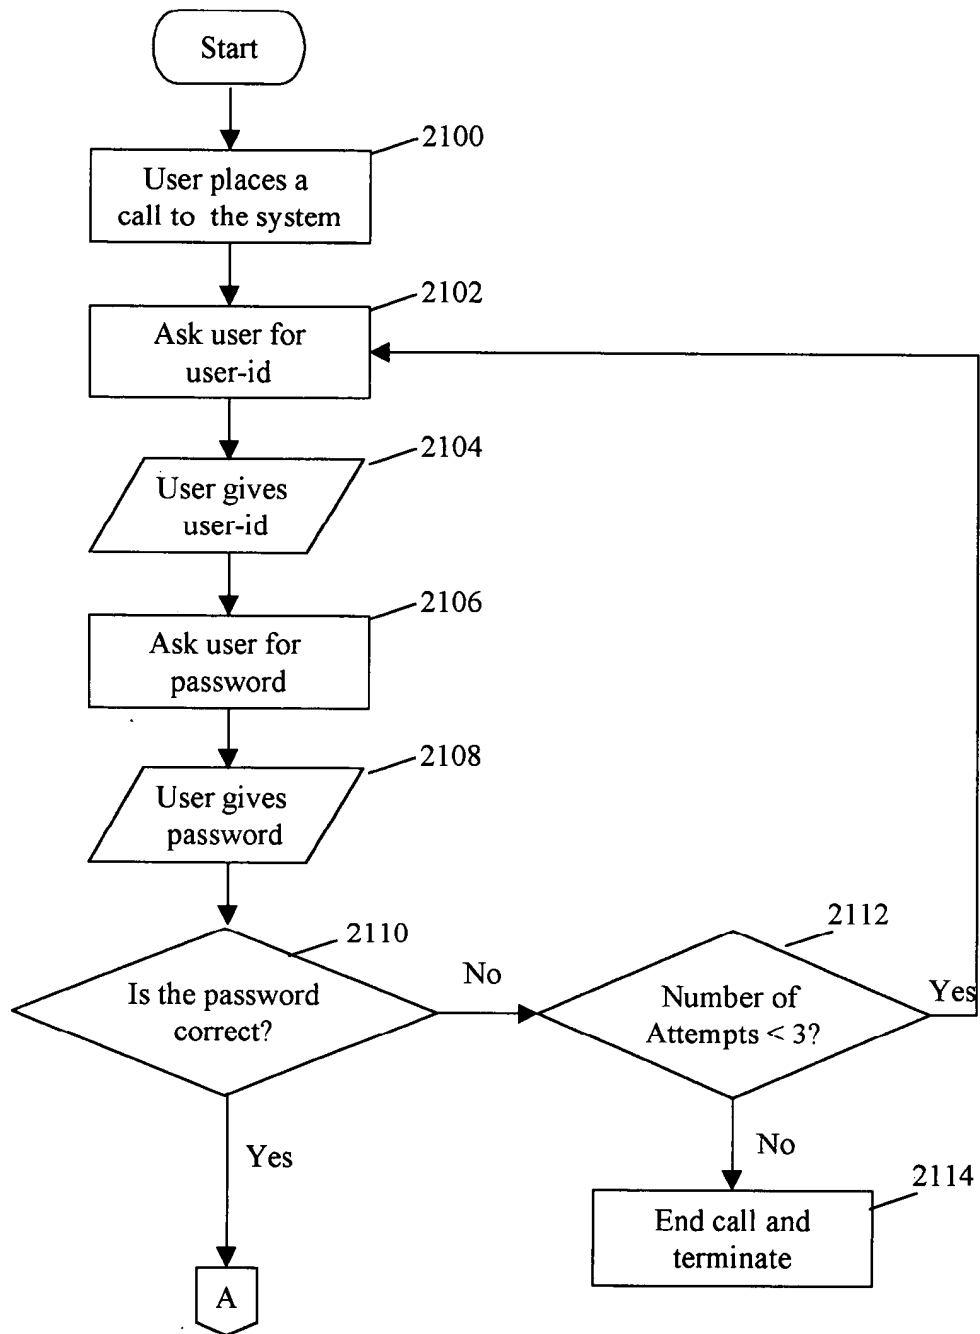 Start
2100
User places a
call to the system
2102
Ask user for
user-id
2104
User gives
user-id
2106
Ask user for
password
2108
User gives
password
2110
Is the password
correct?
No
2112
Number of
Attempts < 3?
Yes
Yes
No
2114
End call and
terminate
A